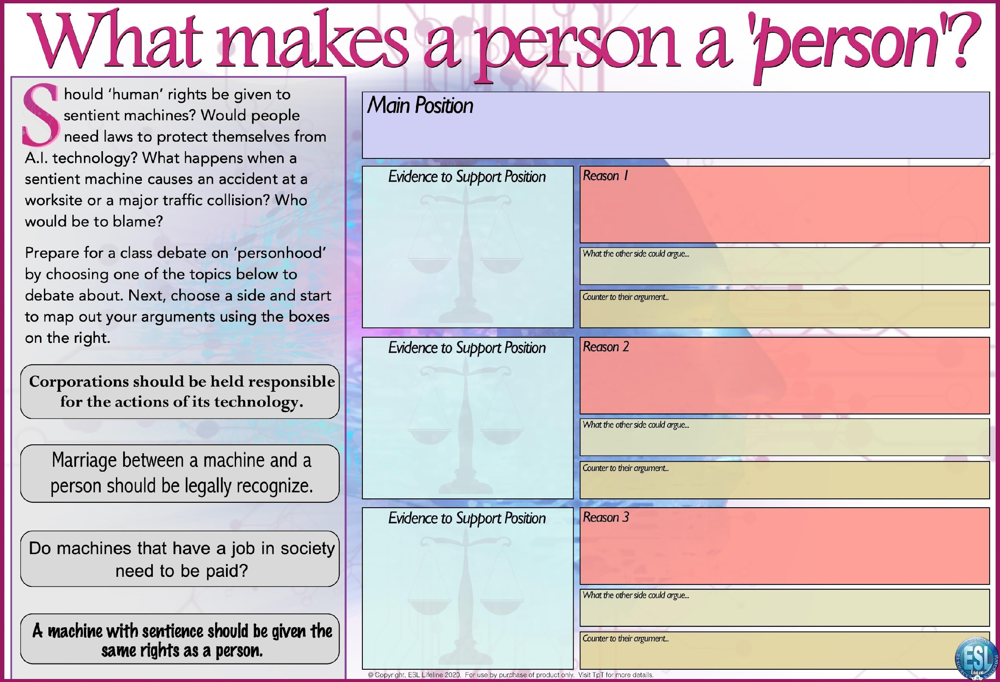 What makes a person a 'person'?
Should ‘human’ rights be given to
sentient machines? Would people
need laws to protect themselves from
A.I. technology? What happens when a
sentient machine causes an accident at a
worksite or a major traffic collision? Who
would be to blame?
Prepare for a class debate on ‘personhood’
by choosing one of the topics below to
debate about. Next, choose a side and start
to map out your arguments using the boxes
on the right.
Corporations should be held responsible
for the actions of its technology.
Marriage between a machine and a
person should be legally recognize.
Do machines that have a job in society
need to be paid?
A machine with sentience should be given the
same rights as a person.
Main Position
Evidence to Support Position
Reason 1
What the other side could argue...
Counter to their argument...
Evidence to Support Position
Reason 2
What the other side could argue...
Counter to their argument...
Evidence to Support Position
Reason 3
What the other side could argue...
Counter to their argument...
© Copyright, ESL Lifeline 2020. For use by purchase of product only. Visit TpT for more details.
LESSONS
RESOURCES
MATERIALS
ESL
LifeLine